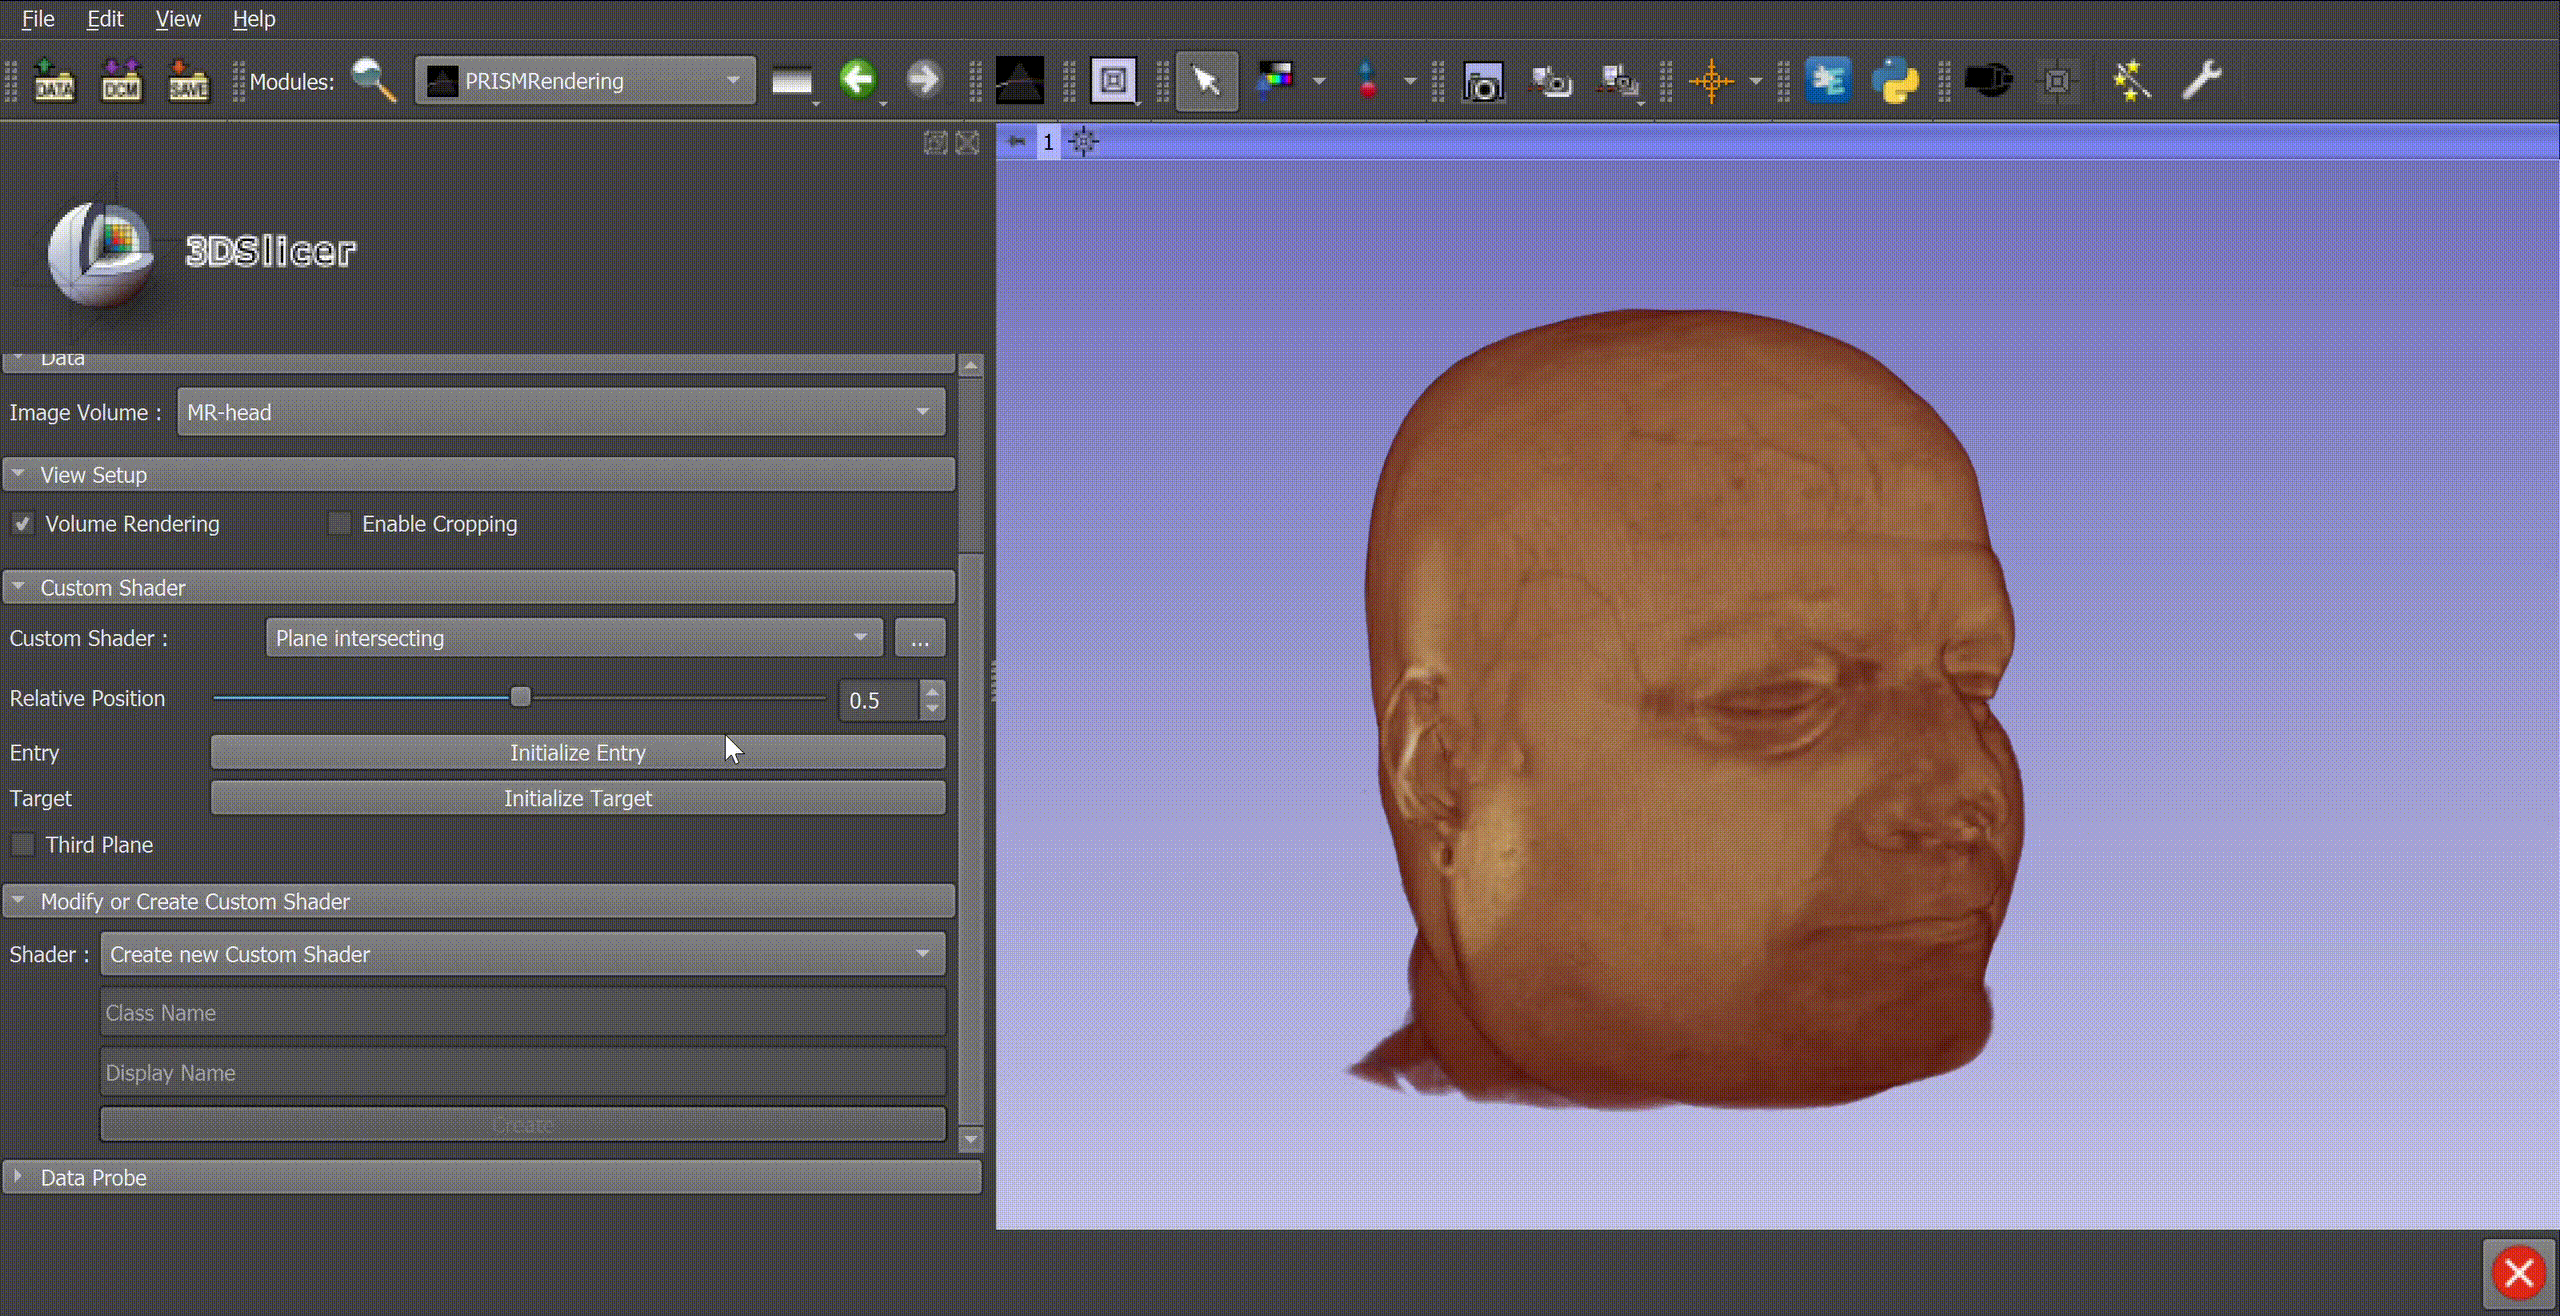 File Edit View Help
DATA DCM SAVE Modules: PRISMRendering
1
3DSlicer
Data
Image Volume : MR-head
View Setup
Volume Rendering Enable Cropping
Custom Shader
Custom Shader : Plane intersecting ...
Relative Position 0.5
Entry Initialize Entry
Target Initialize Target
Third Plane
Modify or Create Custom Shader
Shader : Create new Custom Shader
Class Name
Display Name
Create
Data Probe